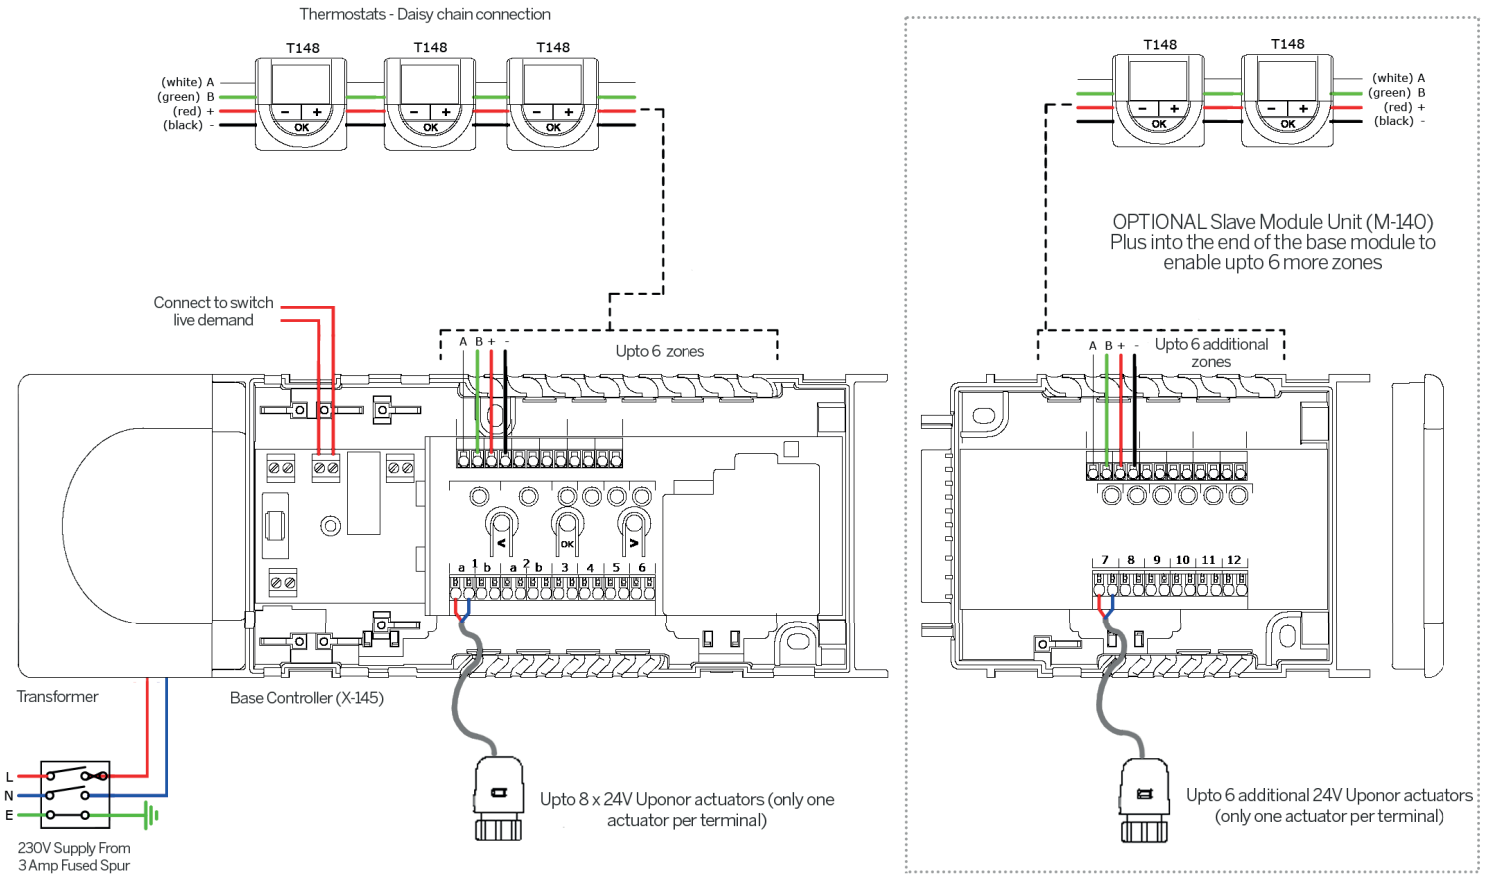 Thermostats - Daisy chain connection
T148 T148 T148
(white) A
(green) B
(red) +
(black) -
- + - + - +
OK OK OK
T148 T148
(white) A
(green) B
(red) +
(black) -
- + - +
OK OK
OPTIONAL Slave Module Unit (M-140)
Plus into the end of the base module to
enable upto 6 more zones
Connect to switch
live demand
A B + -
Upto 6 zones
A B + -
Upto 6 additional
zones
< OK >
1 2
a b a b 3 4 5 6
7 8 9 10 11 12
Transformer
Base Controller (X-145)
L
N
E
230V Supply From
3 Amp Fused Spur
Upto 8 x 24V Uponor actuators (only one
actuator per terminal)
Upto 6 additional 24V Uponor actuators
(only one actuator per terminal)